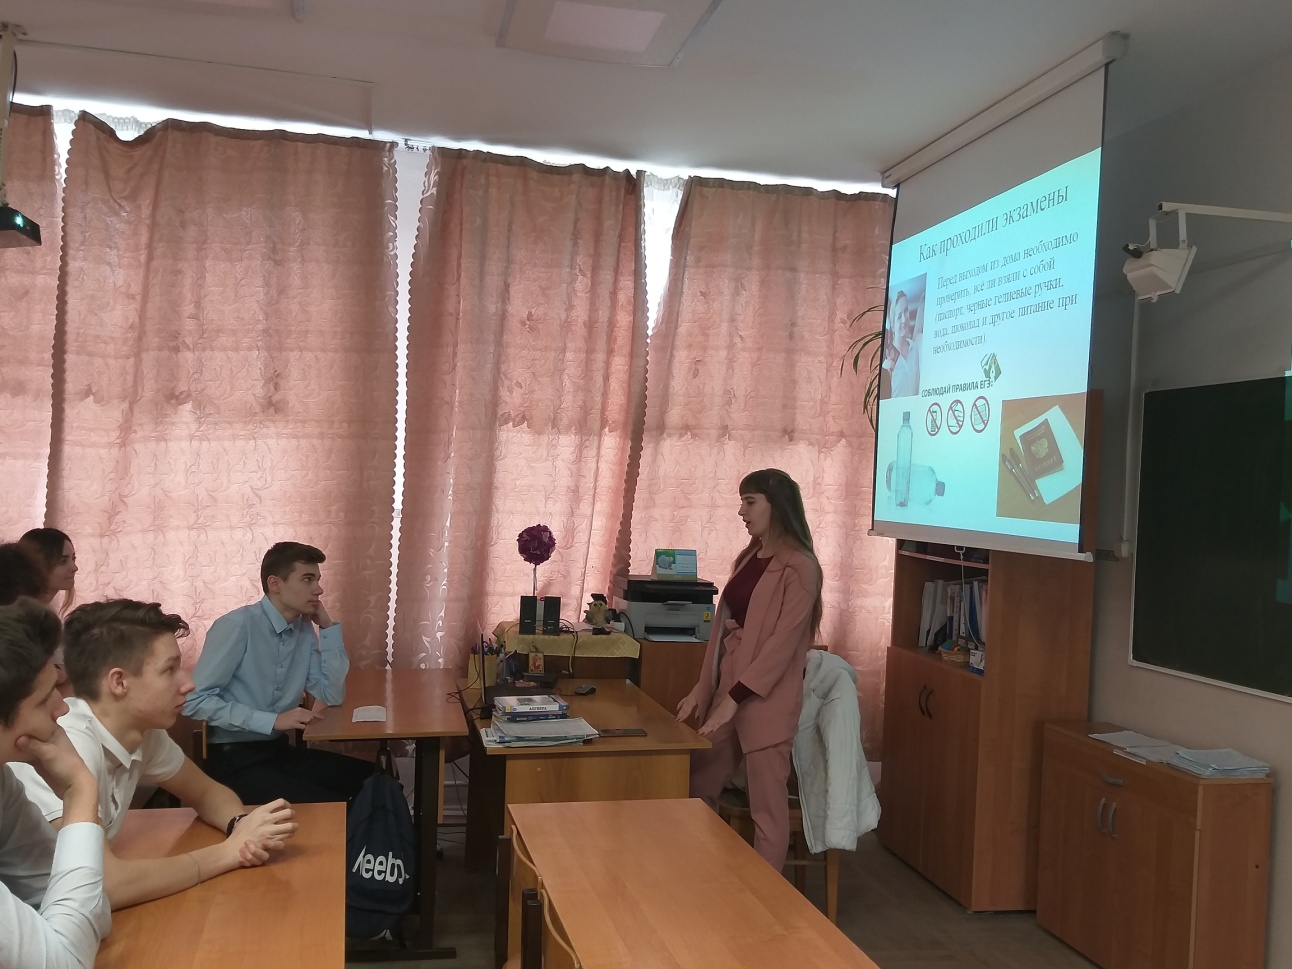 Как проходили экзамены
Перед выходом из дома необходимо
проверить, все ли взяли с собой
(паспорт, черные гелиевые ручки,
вода, шоколад и другое питание при
необходимости)
СОБЛЮДАЙ ПРАВИЛА ЕГЭ: